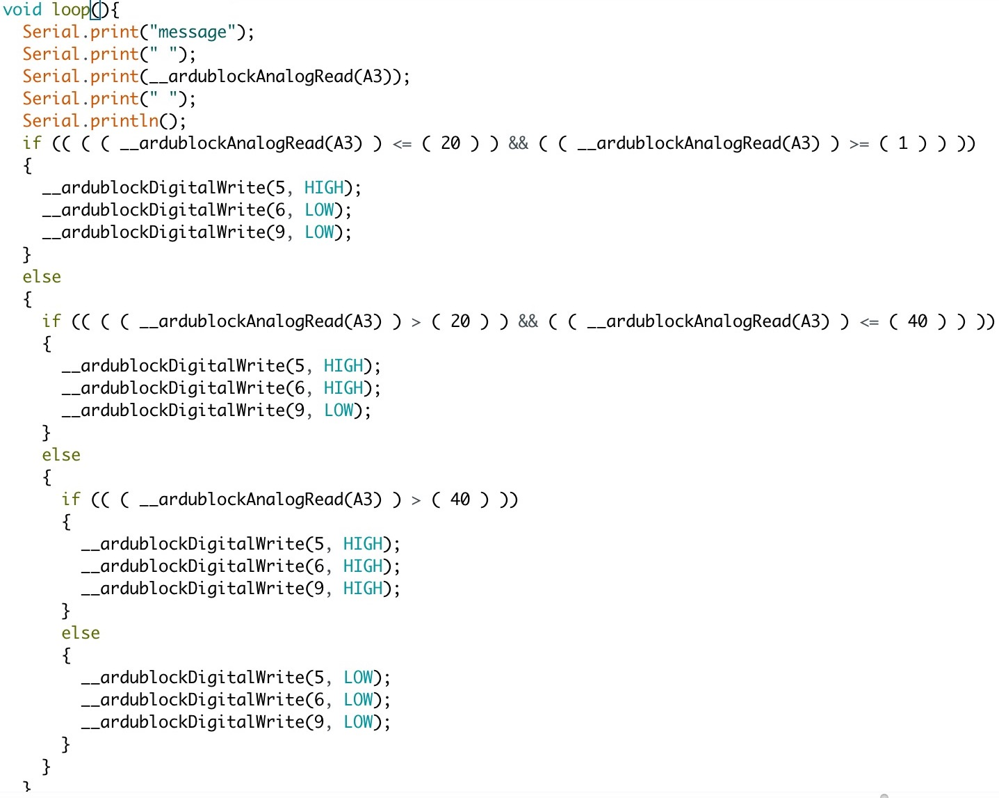 void loop(){
Serial.print("message");
Serial.print(" ");
Serial.print(__ardublockAnalogRead(A3));
Serial.print(" ");
Serial.println();
if (( ( ( __ardublockAnalogRead(A3) ) <= ( 20 ) ) && ( ( __ardublockAnalogRead(A3) ) >= ( 1 ) ) ))
{
__ardublockDigitalWrite(5, HIGH);
__ardublockDigitalWrite(6, LOW);
__ardublockDigitalWrite(9, LOW);
}
else
{
if (( ( ( __ardublockAnalogRead(A3) ) > ( 20 ) ) && ( ( __ardublockAnalogRead(A3) ) <= ( 40 ) ) ))
{
__ardublockDigitalWrite(5, HIGH);
__ardublockDigitalWrite(6, HIGH);
__ardublockDigitalWrite(9, LOW);
}
else
{
if (( ( __ardublockAnalogRead(A3) ) > ( 40 ) ))
{
__ardublockDigitalWrite(5, HIGH);
__ardublockDigitalWrite(6, HIGH);
__ardublockDigitalWrite(9, HIGH);
}
else
{
__ardublockDigitalWrite(5, LOW);
__ardublockDigitalWrite(6, LOW);
__ardublockDigitalWrite(9, LOW);
}
}
}